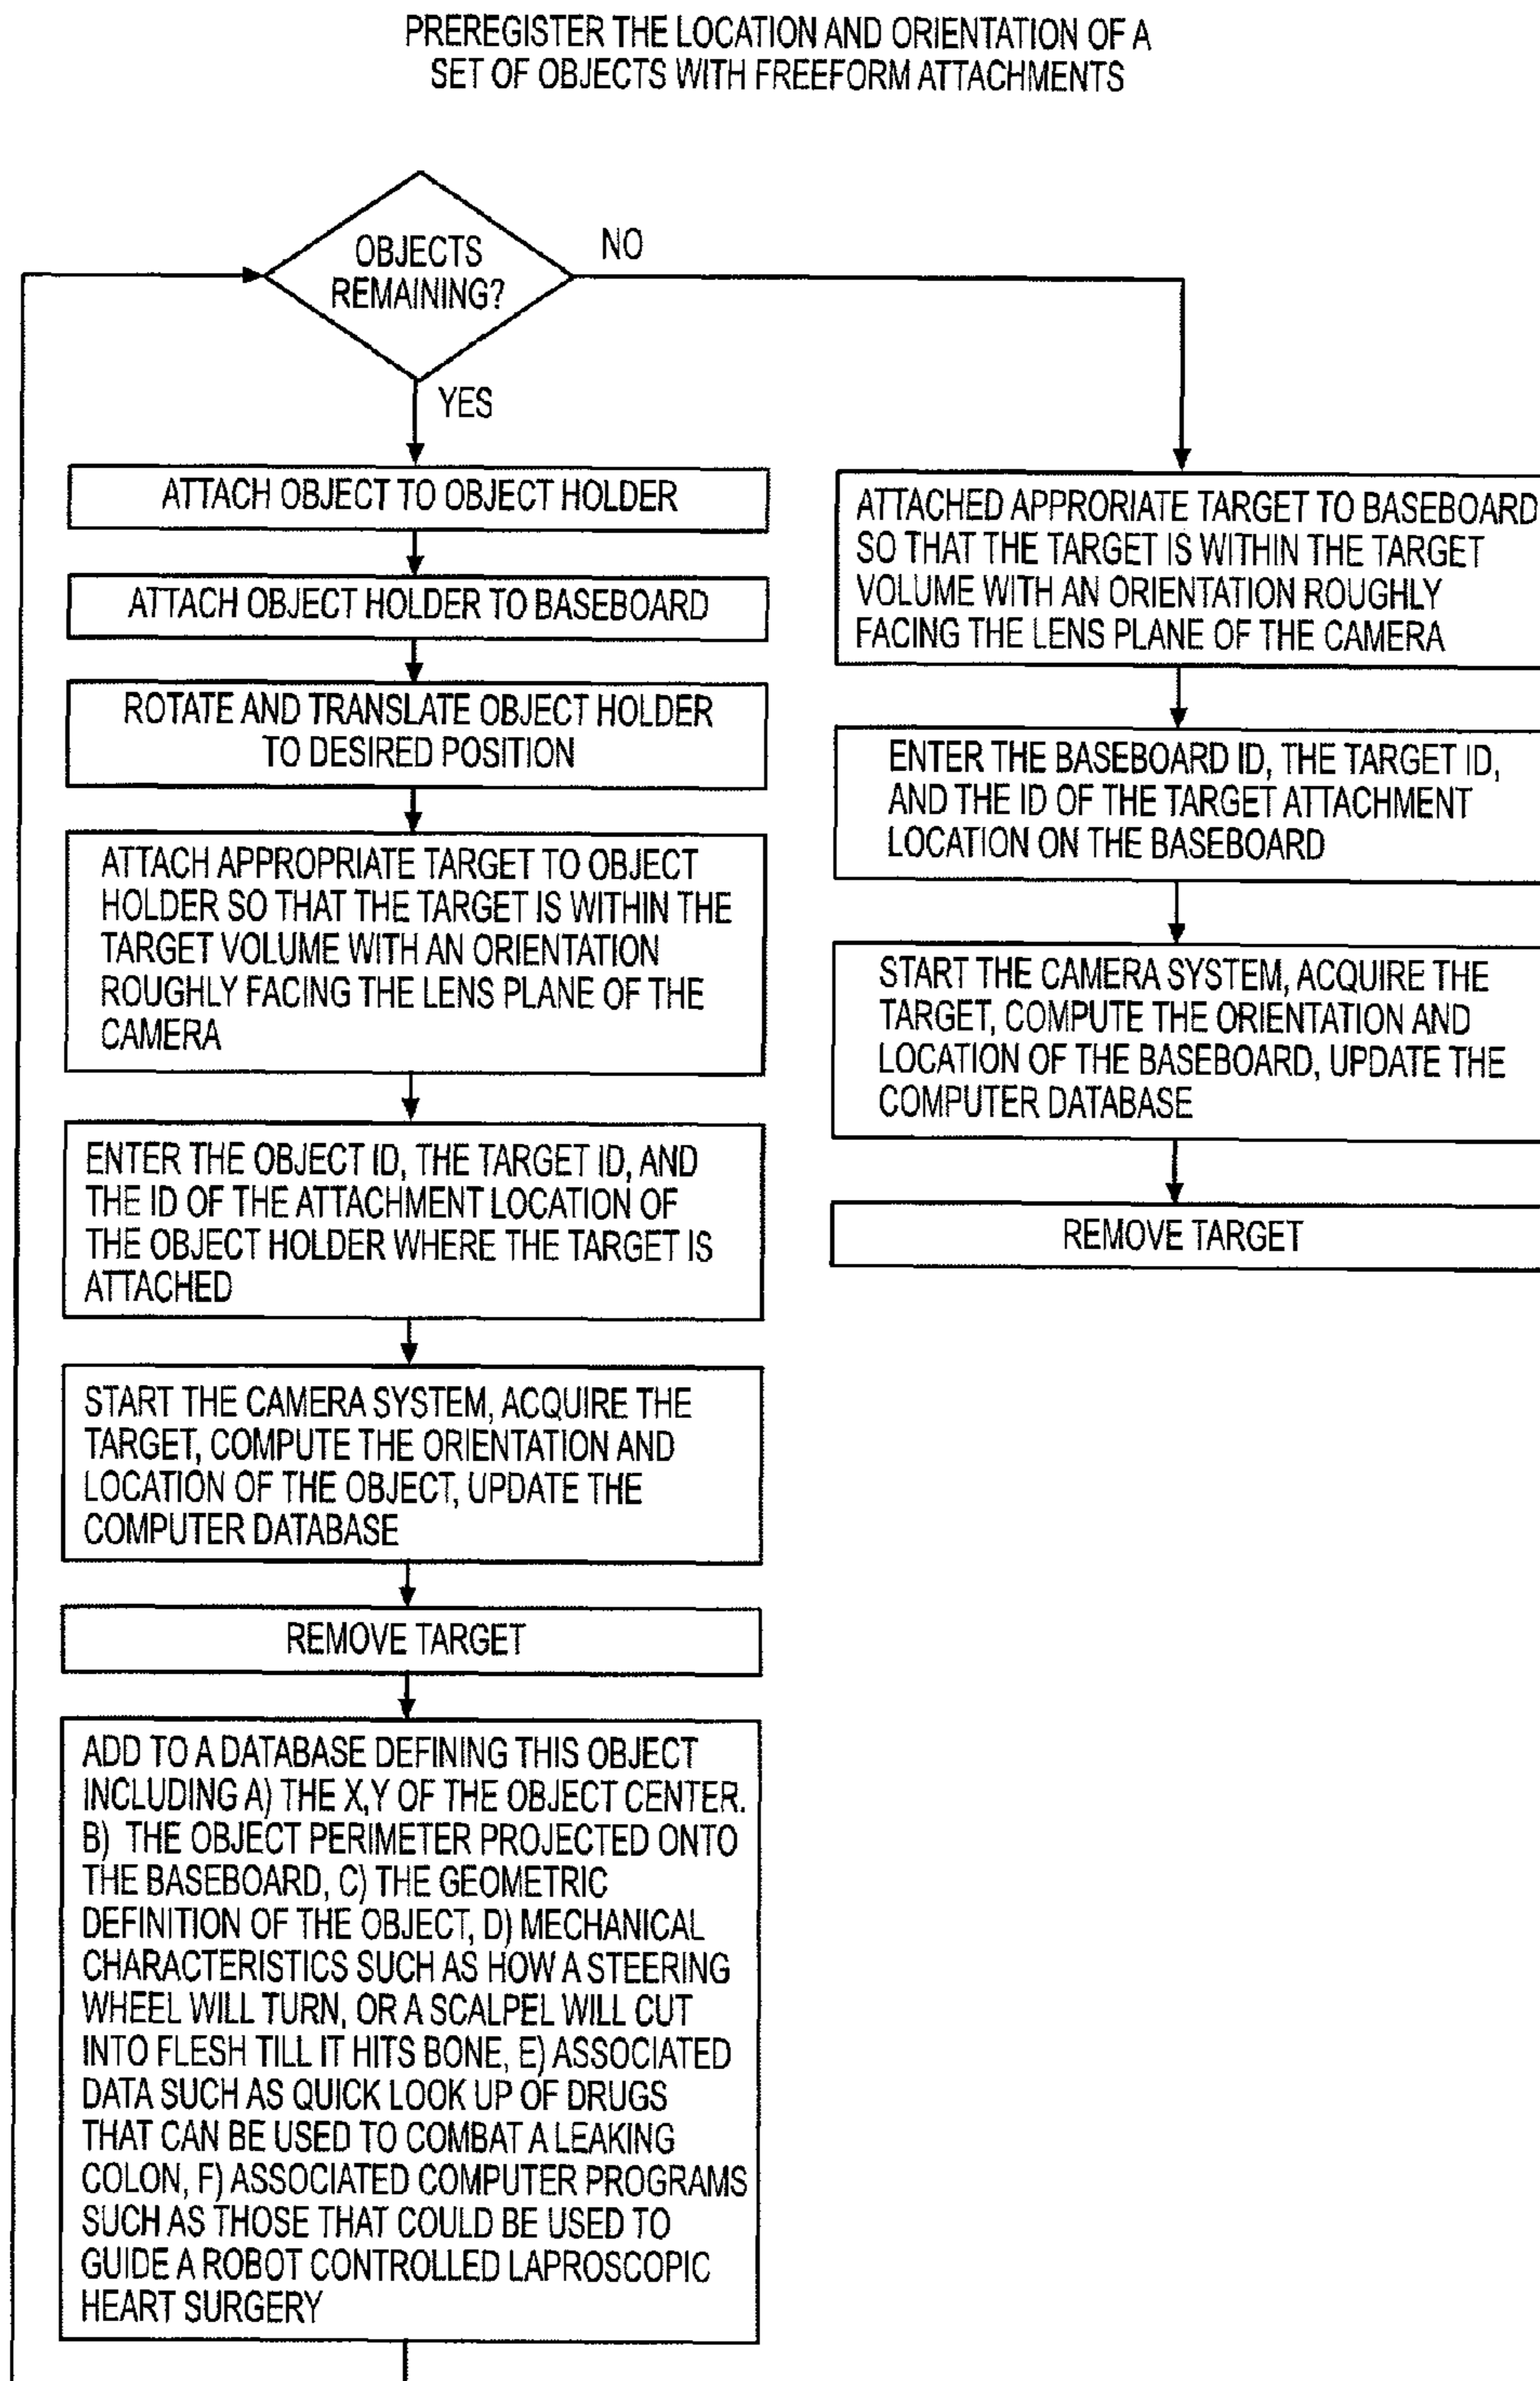 PREREGISTER THE LOCATION AND ORIENTATION OF A
SET OF OBJECTS WITH FREEFORM ATTACHMENTS
OBJECTS
REMAINING?
NO
YES
ATTACH OBJECT TO OBJECT HOLDER
ATTACH OBJECT HOLDER TO BASEBOARD
ROTATE AND TRANSLATE OBJECT HOLDER
TO DESIRED POSITION
ATTACH APPROPRIATE TARGET TO OBJECT
HOLDER SO THAT THE TARGET IS WITHIN THE
TARGET VOLUME WITH AN ORIENTATION
ROUGHLY FACING THE LENS PLANE OF THE
CAMERA
ENTER THE OBJECT ID, THE TARGET ID, AND
THE ID OF THE ATTACHMENT LOCATION OF
THE OBJECT HOLDER WHERE THE TARGET IS
ATTACHED
START THE CAMERA SYSTEM, ACQUIRE THE
TARGET, COMPUTE THE ORIENTATION AND
LOCATION OF THE OBJECT, UPDATE THE
COMPUTER DATABASE
REMOVE TARGET
ADD TO A DATABASE DEFINING THIS OBJECT
INCLUDING A) THE X,Y OF THE OBJECT CENTER.
B) THE OBJECT PERIMETER PROJECTED ONTO
THE BASEBOARD, C) THE GEOMETRIC
DEFINITION OF THE OBJECT, D) MECHANICAL
CHARACTERISTICS SUCH AS HOW A STEERING
WHEEL WILL TURN, OR A SCALPEL WILL CUT
INTO FLESH TILL IT HITS BONE, E) ASSOCIATED
DATA SUCH AS QUICK LOOK UP OF DRUGS
THAT CAN BE USED TO COMBAT A LEAKING
COLON, F) ASSOCIATED COMPUTER PROGRAMS
SUCH AS THOSE THAT COULD BE USED TO
GUIDE A ROBOT CONTROLLED LAPROSCOPIC
HEART SURGERY
ATTACHED APPRORIATE TARGET TO BASEBOARD
SO THAT THE TARGET IS WITHIN THE TARGET
VOLUME WITH AN ORIENTATION ROUGHLY
FACING THE LENS PLANE OF THE CAMERA
ENTER THE BASEBOARD ID, THE TARGET ID,
AND THE ID OF THE TARGET ATTACHMENT
LOCATION ON THE BASEBOARD
START THE CAMERA SYSTEM, ACQUIRE THE
TARGET, COMPUTE THE ORIENTATION AND
LOCATION OF THE BASEBOARD, UPDATE THE
COMPUTER DATABASE
REMOVE TARGET